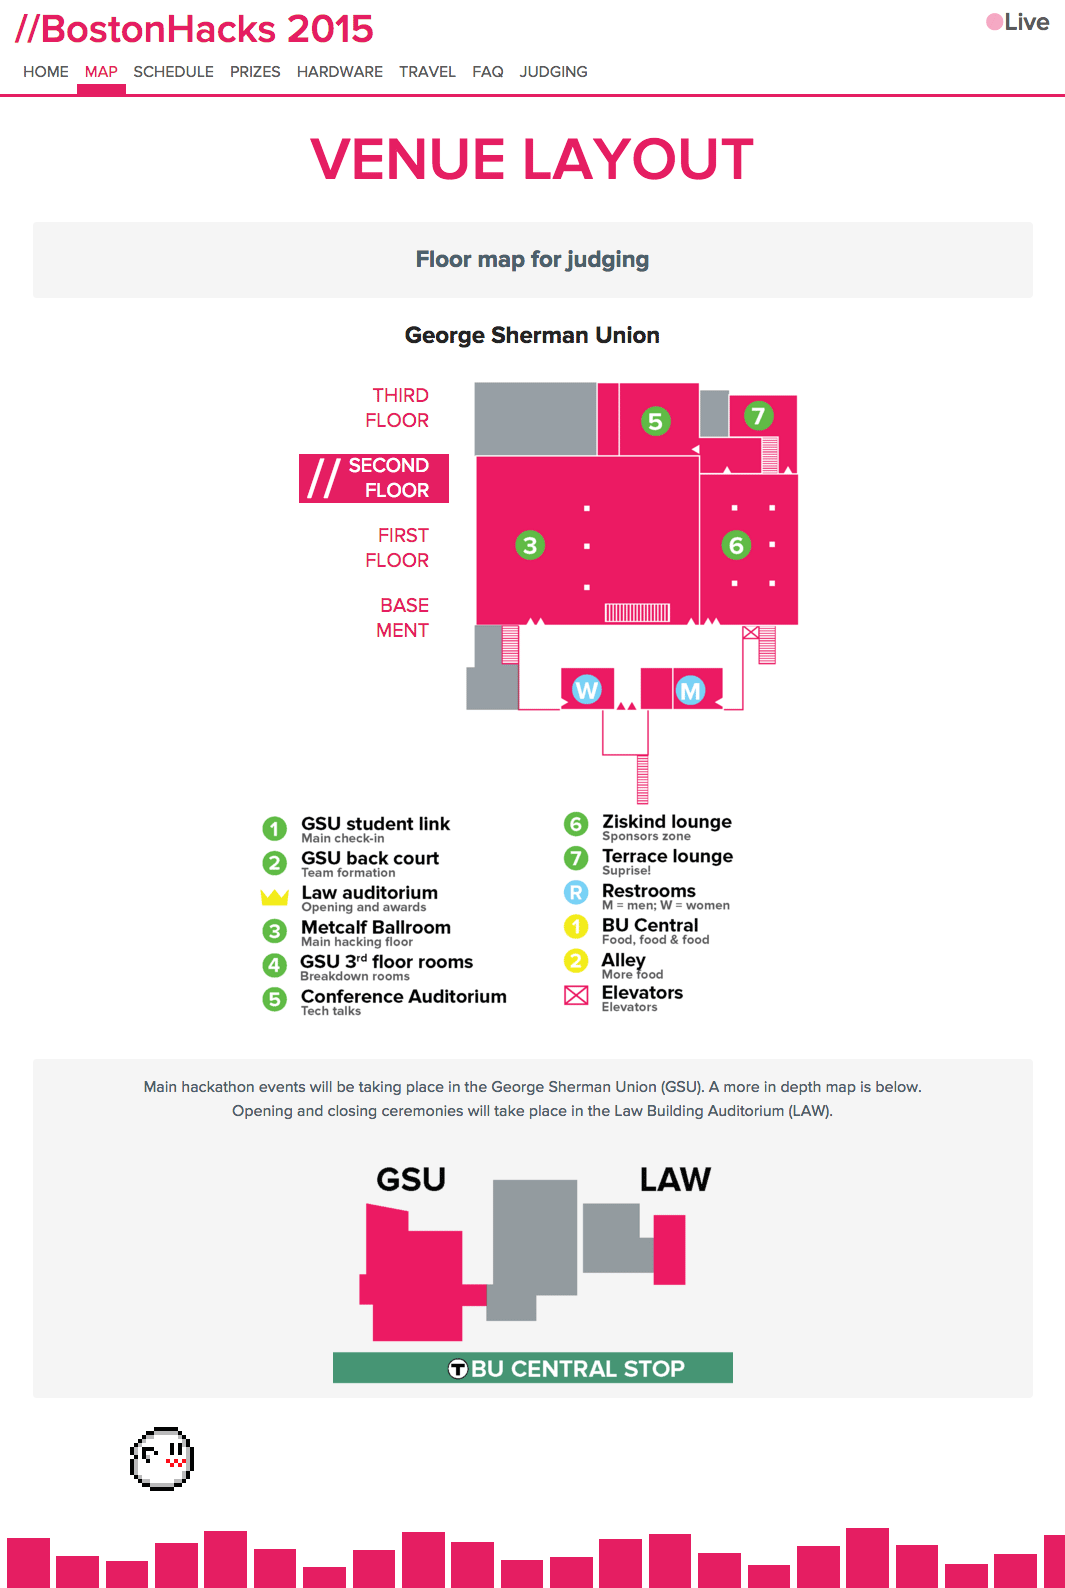 //BostonHacks 2015
Live
HOME MAP SCHEDULE PRIZES HARDWARE TRAVEL FAQ JUDGING
VENUE LAYOUT
Floor map for judging
George Sherman Union
THIRD
FLOOR
// SECOND
FLOOR
FIRST
FLOOR
BASE
MENT
5
7
3
6
W
M
1 GSU student link
Main check-in
2 GSU back court
Team formation
Law auditorium
Opening and awards
3 Metcalf Ballroom
Main hacking floor
4 GSU 3rd floor rooms
Breakdown rooms
5 Conference Auditorium
Tech talks
6 Ziskind lounge
Sponsors zone
7 Terrace lounge
Suprise!
R Restrooms
M = men; W = women
1 BU Central
Food, food & food
2 Alley
More food
Elevators
Elevators
Main hackathon events will be taking place in the George Sherman Union (GSU). A more in depth map is below.
Opening and closing ceremonies will take place in the Law Building Auditorium (LAW).
GSU
LAW
T BU CENTRAL STOP